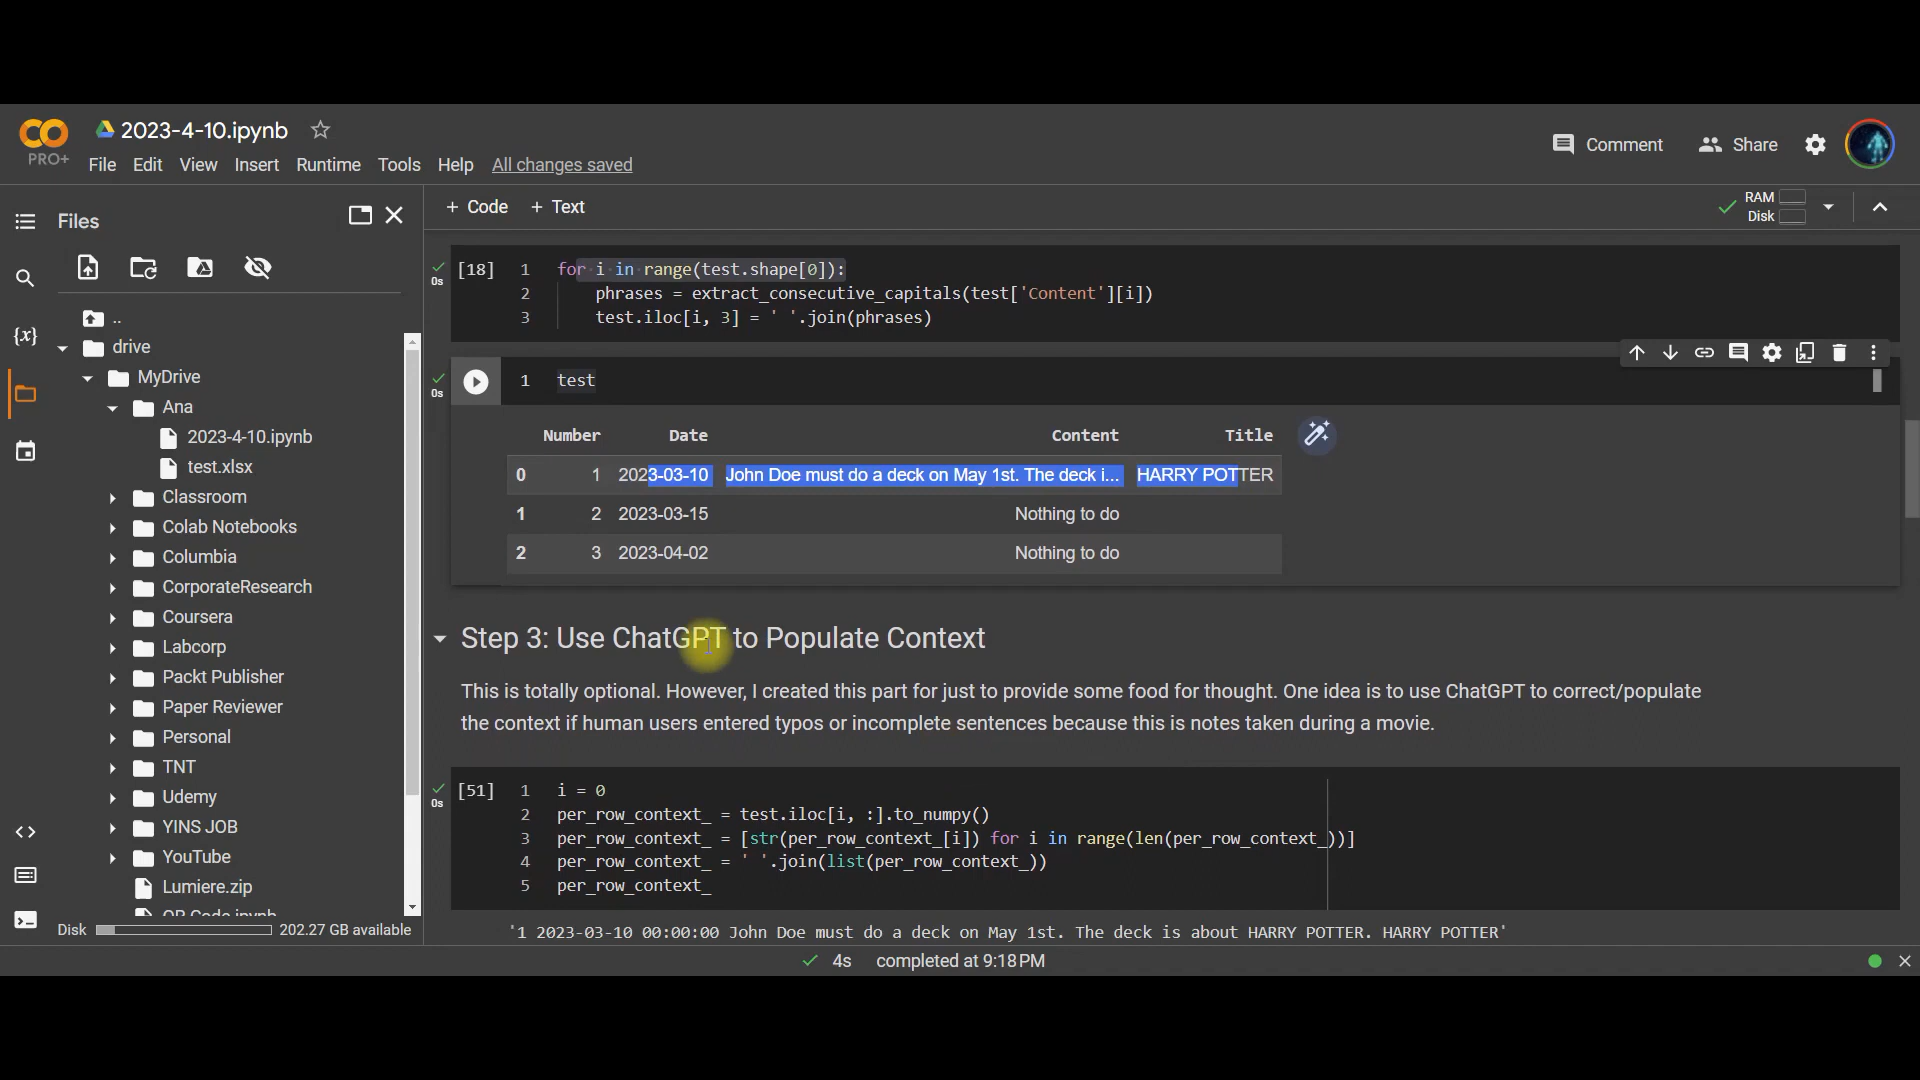 2023-4-10.ipynb
PRO+
File Edit View Insert Runtime Tools Help All changes saved
Comment Share
Files
+ Code + Text
RAM
Disk
..
drive
MyDrive
Ana
2023-4-10.ipynb
test.xlsx
Classroom
Colab Notebooks
Columbia
CorporateResearch
Coursera
Labcorp
Packt Publisher
Paper Reviewer
Personal
TNT
Udemy
YINS JOB
YouTube
Lumiere.zip
QR Code.ipynb
Disk 202.27 GB available
0s [18] 1 for i in range(test.shape[0]):
2 phrases = extract_consecutive_capitals(test['Content'][i])
3 test.iloc[i, 3] = ' '.join(phrases)
0s 1 test
Number Date Content Title
0 1 2023-03-10 John Doe must do a deck on May 1st. The deck i... HARRY POTTER
1 2 2023-03-15 Nothing to do
2 3 2023-04-02 Nothing to do
Step 3: Use ChatGPT to Populate Context
This is totally optional. However, I created this part for just to provide some food for thought. One idea is to use ChatGPT to correct/populate
the context if human users entered typos or incomplete sentences because this is notes taken during a movie.
0s [51] 1 i = 0
2 per_row_context_ = test.iloc[i, :].to_numpy()
3 per_row_context_ = [str(per_row_context_[i]) for i in range(len(per_row_context_))]
4 per_row_context_ = ' '.join(list(per_row_context_))
5 per_row_context_
'1 2023-03-10 00:00:00 John Doe must do a deck on May 1st. The deck is about HARRY POTTER. HARRY POTTER'
4s completed at 9:18 PM